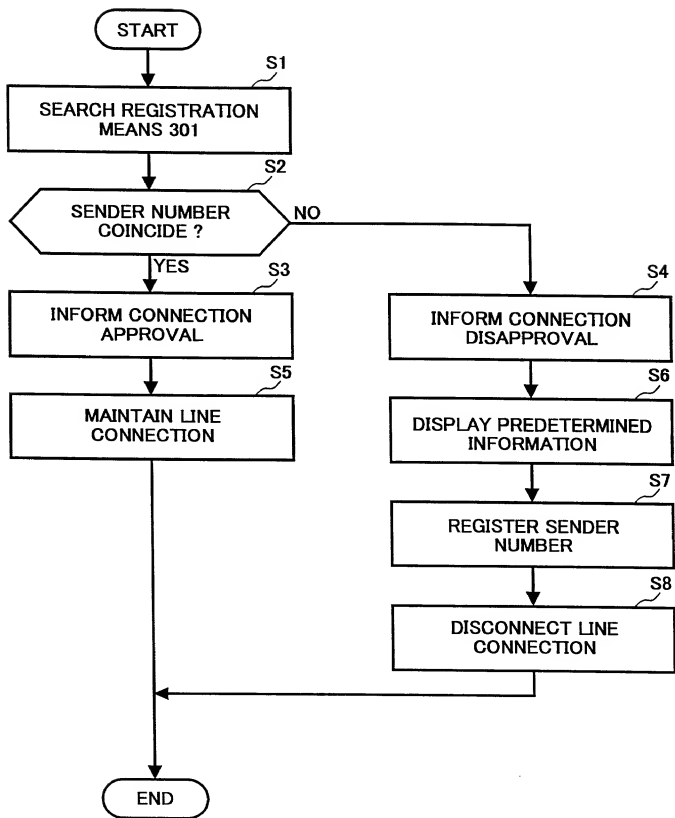 START
S1
SEARCH REGISTRATION
MEANS 301
S2
SENDER NUMBER
COINCIDE ?
NO
YES
S3
INFORM CONNECTION
APPROVAL
S4
INFORM CONNECTION
DISAPPROVAL
S5
MAINTAIN LINE
CONNECTION
S6
DISPLAY PREDETERMINED
INFORMATION
S7
REGISTER SENDER
NUMBER
S8
DISCONNECT LINE
CONNECTION
END